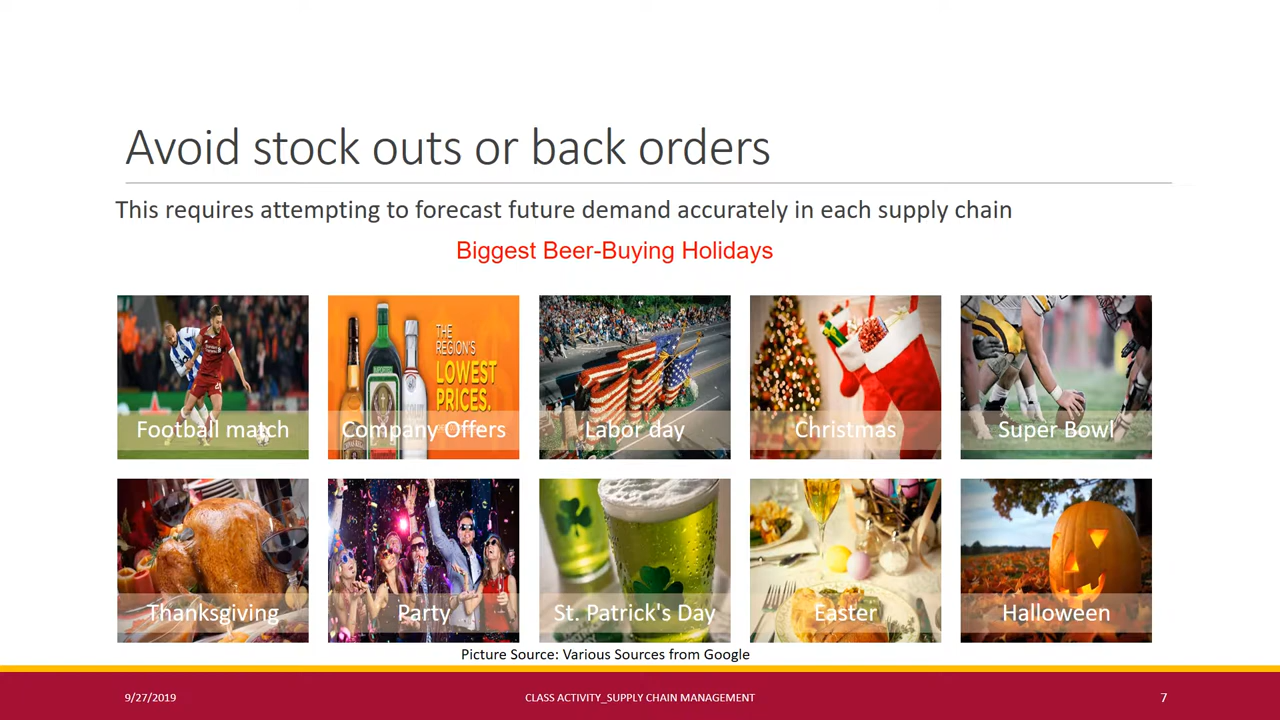 Avoid stock outs or back orders
This requires attempting to forecast future demand accurately in each supply chain
Biggest Beer-Buying Holidays
THE
REGION'S
LOWEST
PRICES.
Football match
Company Offers
Labor day
Christmas
Super Bowl
Thanksgiving
Party
St. Patrick's Day
Easter
Halloween
Picture Source: Various Sources from Google
9/27/2019
CLASS ACTIVITY_SUPPLY CHAIN MANAGEMENT
7